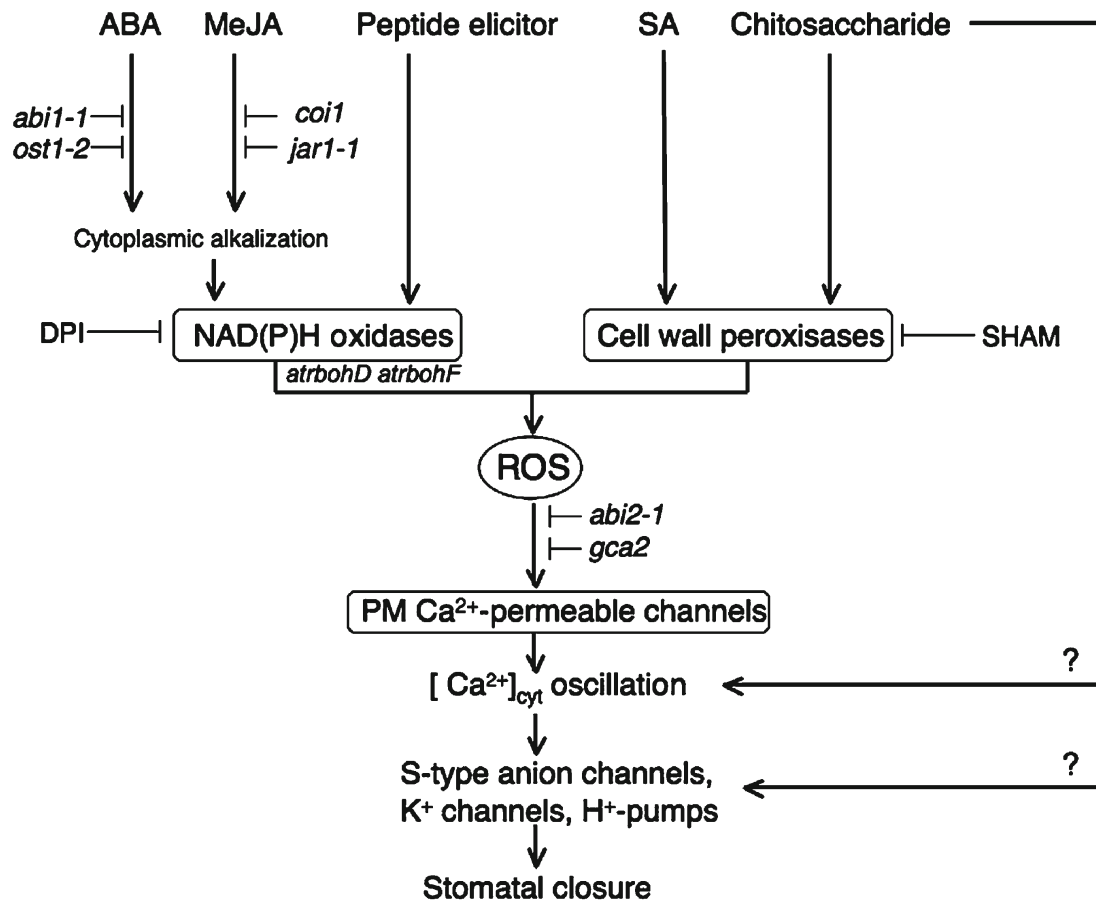 ABA MeJA Peptide elicitor SA Chitosaccharide
abi1-1 coi1
ost1-2 jar1-1
Cytoplasmic alkalization
DPI NAD(P)H oxidases Cell wall peroxisases SHAM
atrbohD atrbohF
ROS
abi2-1
gca2
PM Ca²⁺-permeable channels
?
[ Ca²⁺]cyt oscillation
?
S-type anion channels,
K⁺ channels, H⁺-pumps
Stomatal closure